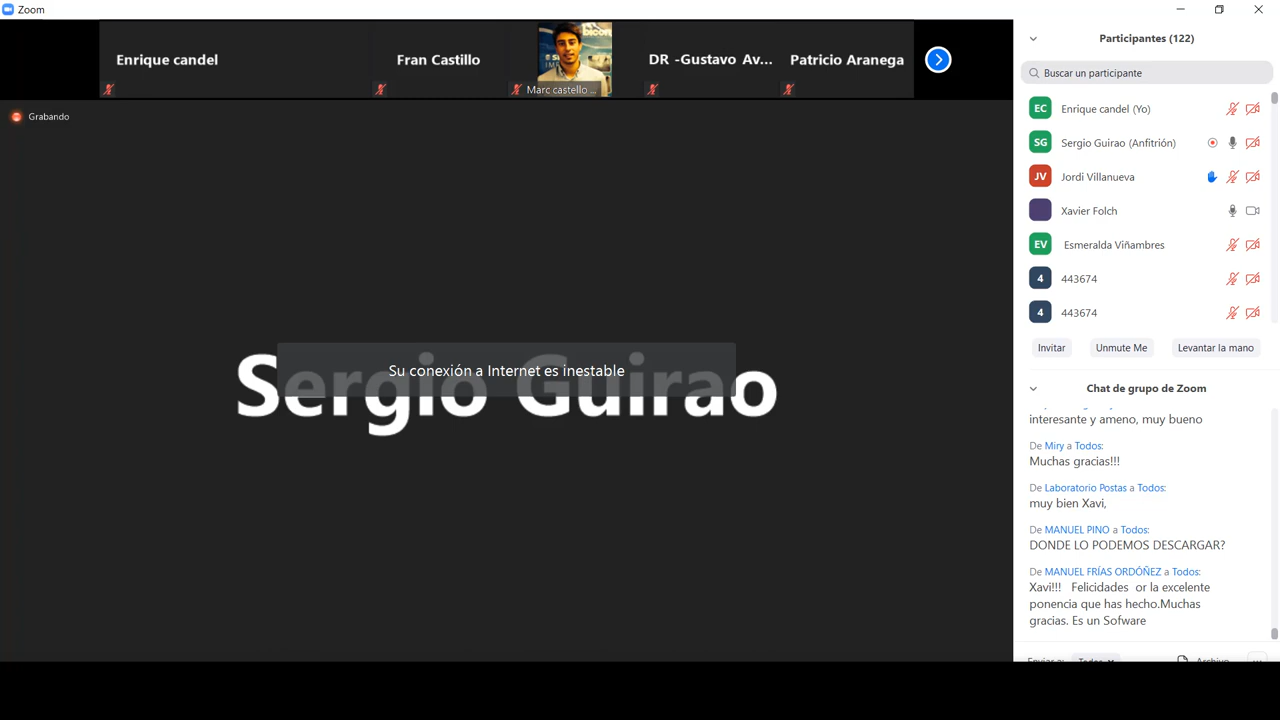 Zoom
Enrique candel
Fran Castillo
Marc castello ...
DR -Gustavo Av...
Patricio Aranega
Grabando
Sergio Guirao
Su conexión a Internet es inestable
Participantes (122)
Buscar un participante
EC Enrique candel (Yo)
SG Sergio Guirao (Anfitrión)
JV Jordi Villanueva
Xavier Folch
EV Esmeralda Viñambres
4 443674
4 443674
Invitar Unmute Me Levantar la mano
Chat de grupo de Zoom
interesante y ameno, muy bueno
De Miry a Todos:
Muchas gracias!!!
De Laboratorio Postas a Todos:
muy bien Xavi,
De MANUEL PINO a Todos:
DONDE LO PODEMOS DESCARGAR?
De MANUEL FRÍAS ORDÓÑEZ a Todos:
Xavi!!! Felicidades or la excelente
ponencia que has hecho.Muchas
gracias. Es un Sofware
Enviar a: Todos Archivo